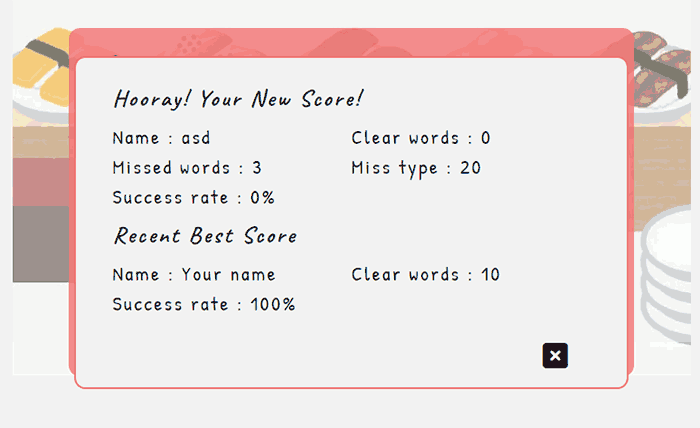 Hooray! Your New Score!
Name : asd Clear words : 0
Missed words : 3 Miss type : 20
Success rate : 0%
Recent Best Score
Name : Your name Clear words : 10
Success rate : 100%